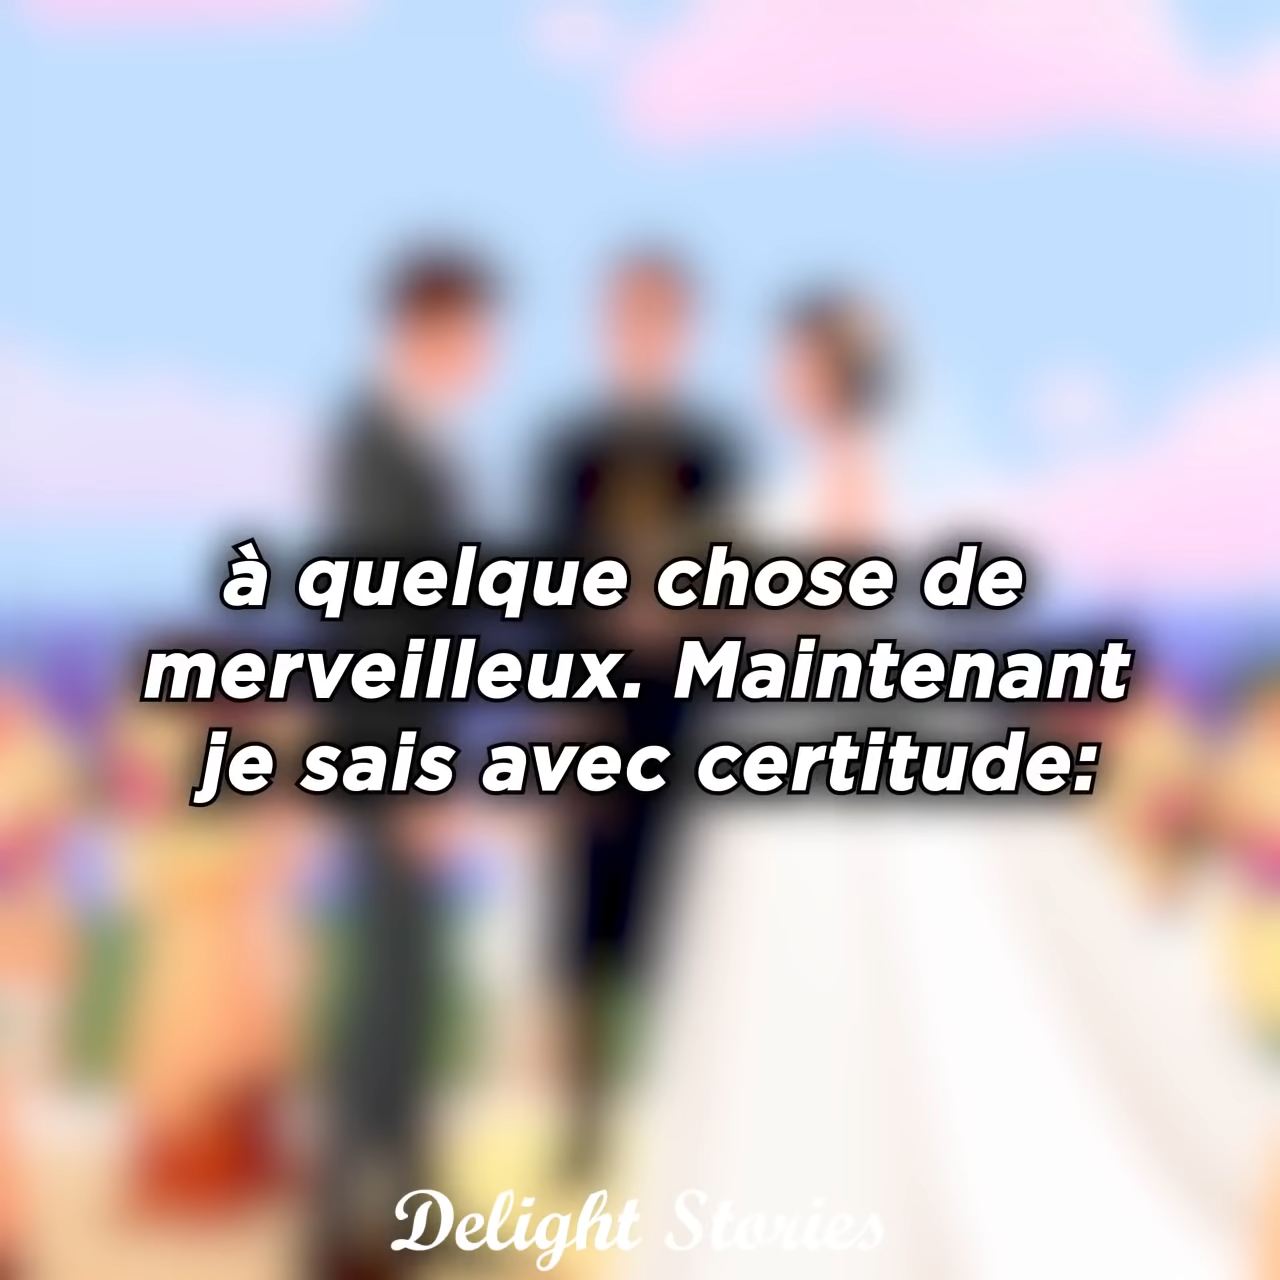 à quelque chose de
merveilleux. Maintenant
je sais avec certitude:
Delight Stories